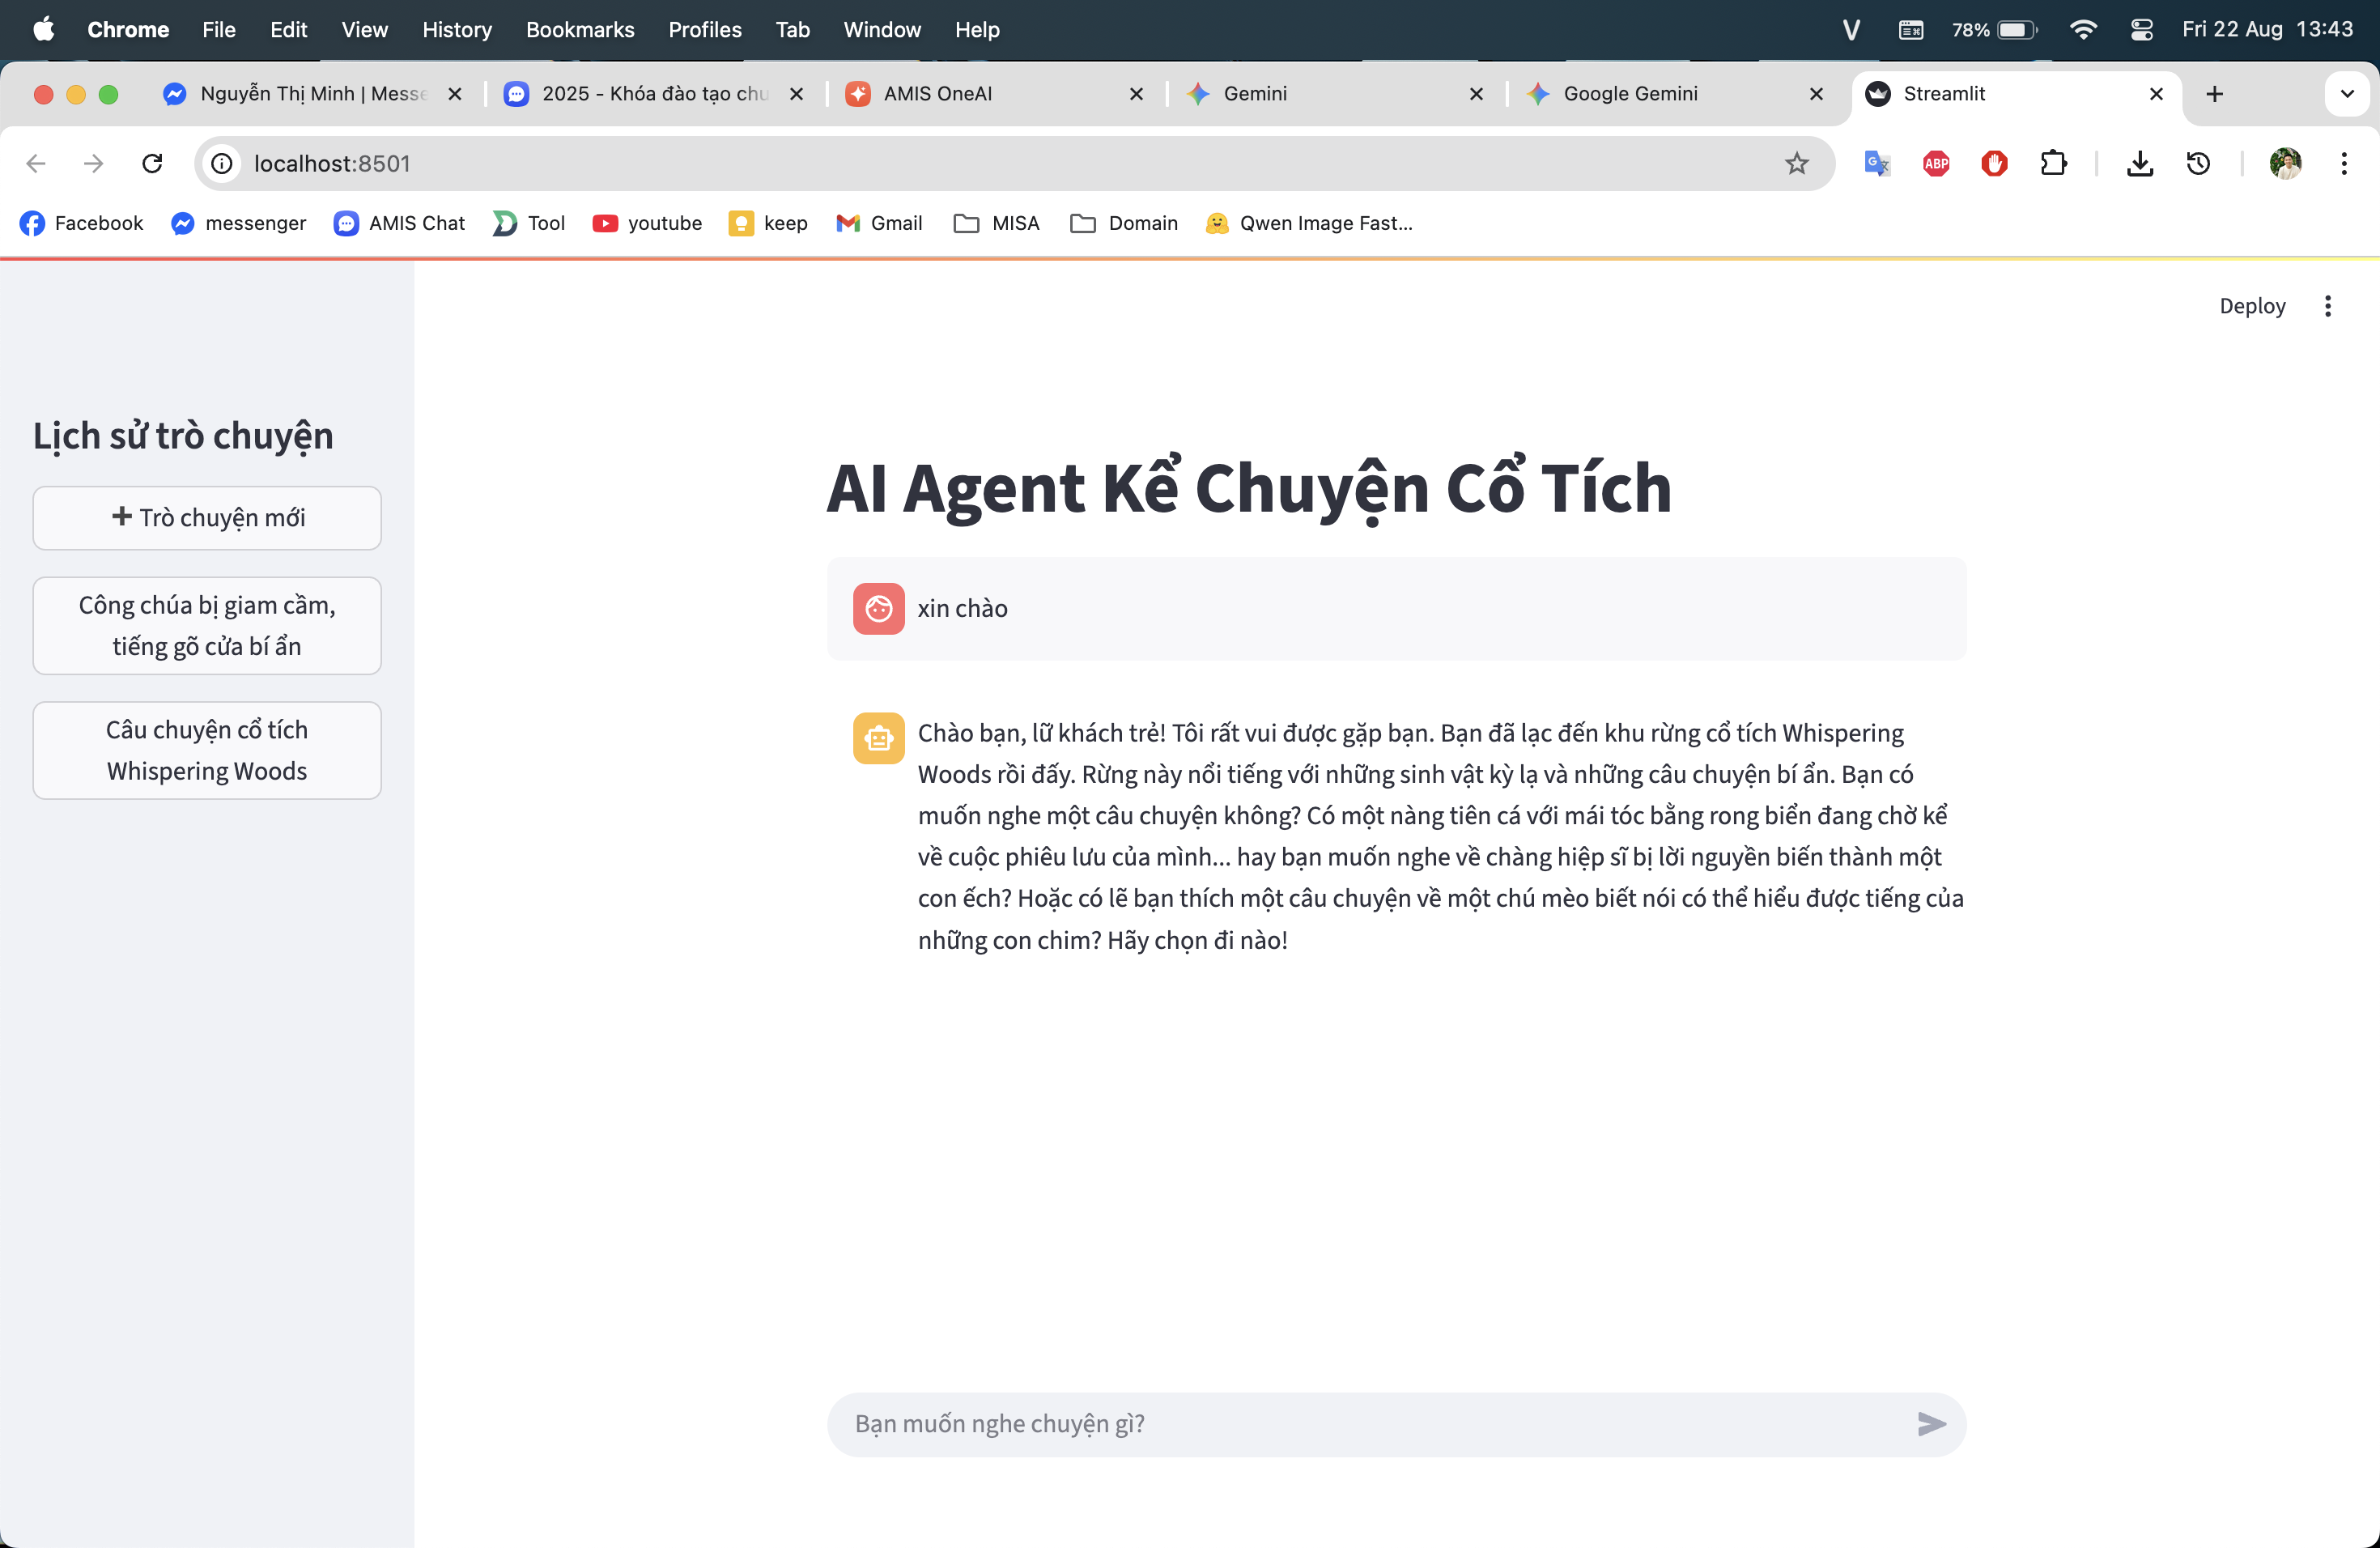 Chrome File Edit View History Bookmarks Profiles Tab Window Help V 78% Fri 22 Aug 13:43
Nguyễn Thị Minh | Messe 2025 - Khóa đào tạo chu AMIS OneAI Gemini Google Gemini Streamlit
localhost:8501 ABP
Facebook messenger AMIS Chat Tool youtube keep Gmail MISA Domain Qwen Image Fast...
Deploy
Lịch sử trò chuyện
+ Trò chuyện mới
Công chúa bị giam cầm,
tiếng gõ cửa bí ẩn
Câu chuyện cổ tích
Whispering Woods
AI Agent Kể Chuyện Cổ Tích
xin chào
Chào bạn, lữ khách trẻ! Tôi rất vui được gặp bạn. Bạn đã lạc đến khu rừng cổ tích Whispering
Woods rồi đấy. Rừng này nổi tiếng với những sinh vật kỳ lạ và những câu chuyện bí ẩn. Bạn có
muốn nghe một câu chuyện không? Có một nàng tiên cá với mái tóc bằng rong biển đang chờ kể
về cuộc phiêu lưu của mình... hay bạn muốn nghe về chàng hiệp sĩ bị lời nguyền biến thành một
con ếch? Hoặc có lẽ bạn thích một câu chuyện về một chú mèo biết nói có thể hiểu được tiếng của
những con chim? Hãy chọn đi nào!
Bạn muốn nghe chuyện gì?